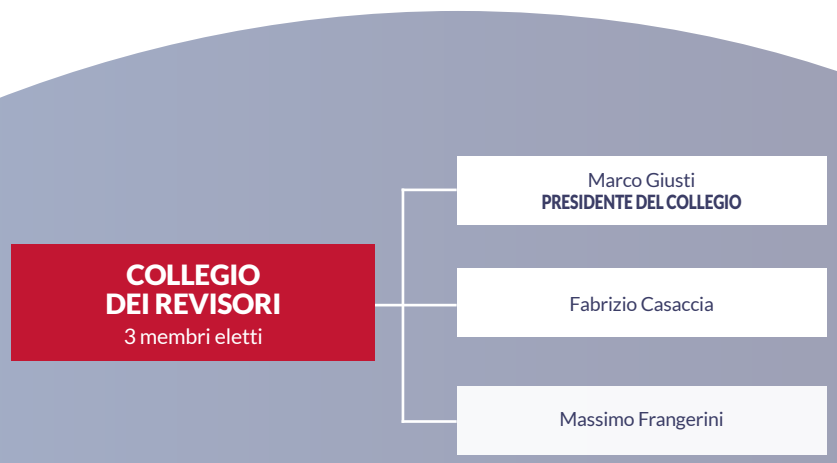 COLLEGIO
DEI REVISORI
3 membri eletti
Marco Giusti
PRESIDENTE DEL COLLEGIO
Fabrizio Casaccia
Massimo Frangerini